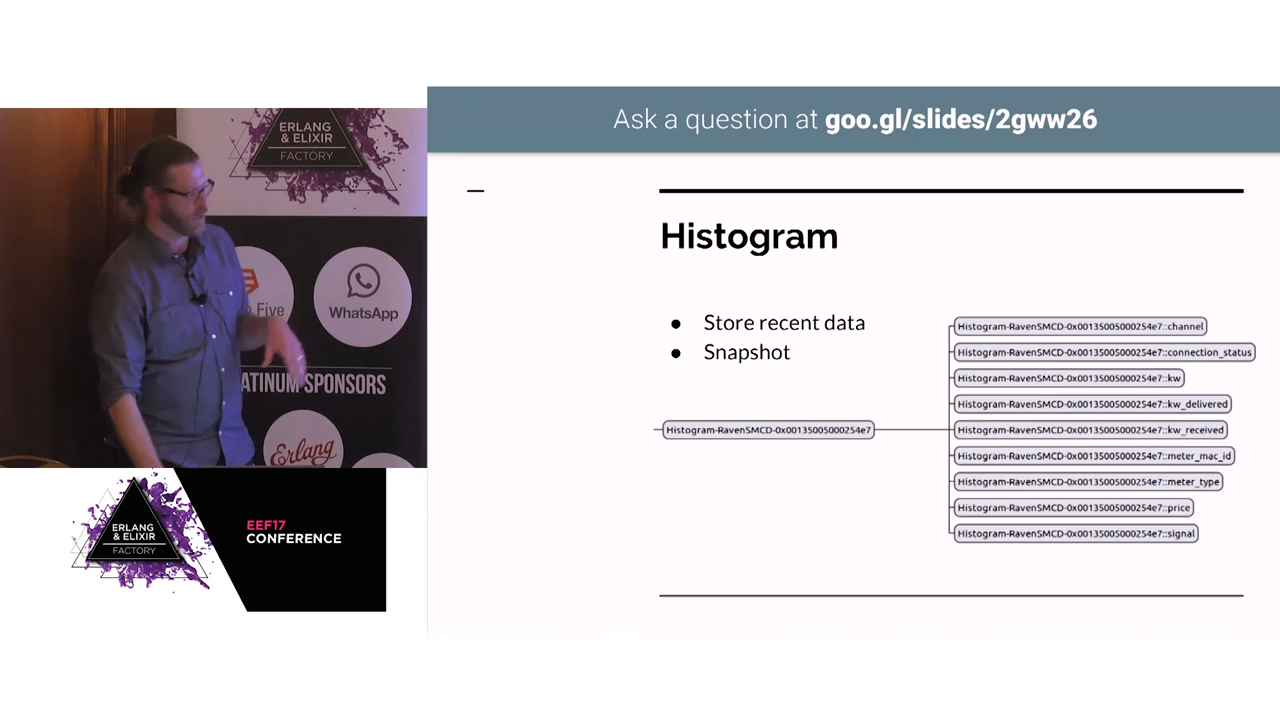 Ask a question at goo.gl/slides/2gww26
Histogram
● Store recent data
● Snapshot
Histogram-RavenSMCD-0x00135005000254e7
Histogram-RavenSMCD-0x00135005000254e7::channel
Histogram-RavenSMCD-0x00135005000254e7::connection_status
Histogram-RavenSMCD-0x00135005000254e7::kw
Histogram-RavenSMCD-0x00135005000254e7::kw_delivered
Histogram-RavenSMCD-0x00135005000254e7::kw_received
Histogram-RavenSMCD-0x00135005000254e7::meter_mac_id
Histogram-RavenSMCD-0x00135005000254e7::meter_type
Histogram-RavenSMCD-0x00135005000254e7::price
Histogram-RavenSMCD-0x00135005000254e7::signal
ERLANG
& ELIXIR
FACTORY
Five
WhatsApp
ATINUM SPONSORS
Erlang
ERLANG
& ELIXIR
FACTORY
EEF17
CONFERENCE